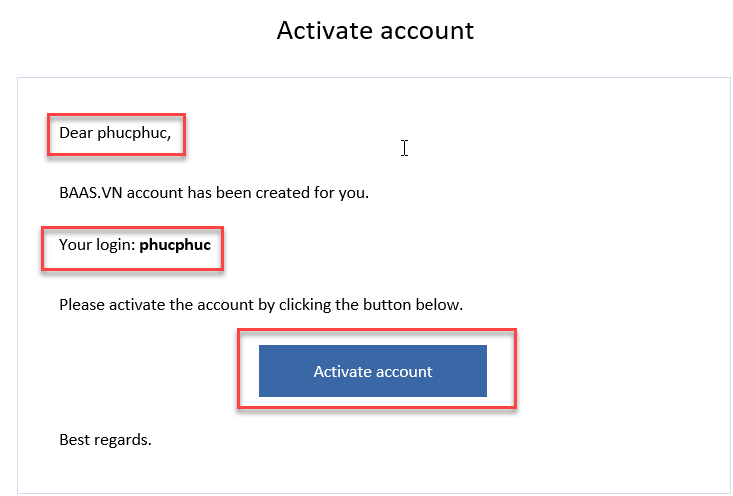 Activate account
Dear phucphuc,
BAAS.VN account has been created for you.
Your login: phucphuc
Please activate the account by clicking the button below.
Activate account
Best regards.